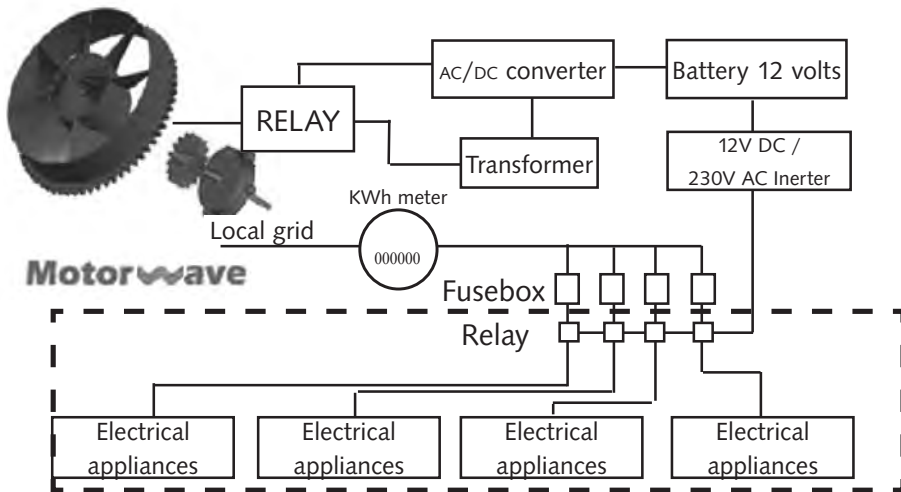 AC/DC converter
Battery 12 volts
RELAY
Transformer
12V DC /
230V AC Inerter
KWh meter
Local grid
000000
Motorwave
Fusebox
Relay
Electrical
appliances
Electrical
appliances
Electrical
appliances
Electrical
appliances